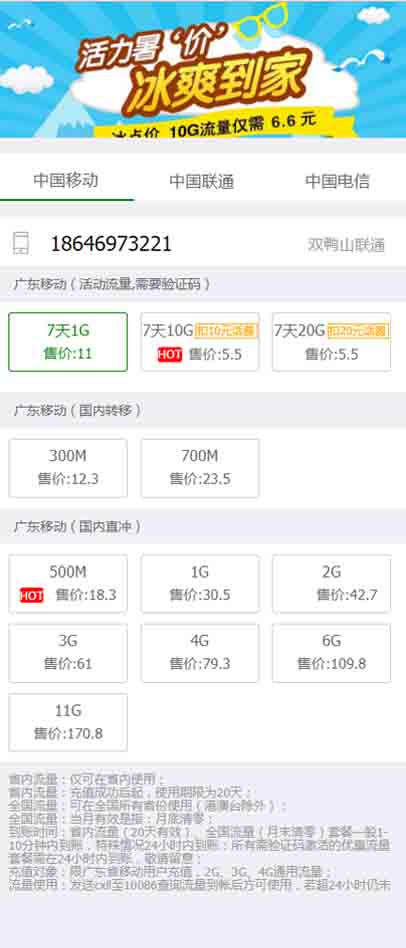 活力暑‘价’
冰爽到家
冰点价 10G流量仅需 6.6 元
中国移动 中国联通 中国电信
18646973221 双鸭山联通
广东移动（活动流量,需要验证码）
7天1G 7天10G 扣10元话费 7天20G 扣20元话费
售价:11 HOT 售价:5.5 售价:5.5
广东移动（国内转移）
300M 700M
售价:12.3 售价:23.5
广东移动（国内直冲）
500M 1G 2G
HOT 售价:18.3 售价:30.5 售价:42.7
3G 4G 6G
售价:61 售价:79.3 售价:109.8
11G
售价:170.8
省内流量：仅可在省内使用；
省内流量：充值成功后起，使用期限为20天；
全国流量：可在全国所有省份使用（港澳台除外）；
全国流量：当月有效是指：月底清零；
到账时间：省内流量（20天有效）、全国流量（月末清零）套餐一般1-
10分钟内到账，特殊情况24小时内到账；所有需验证码激活的优惠流量
套餐需在24小时内到账，敬请留意；
充值对象：限广东省移动用户充值，2G、3G、4G通用流量；
流量使用：发送cxll至10086查询流量到帐后方可使用，若超24小时仍未